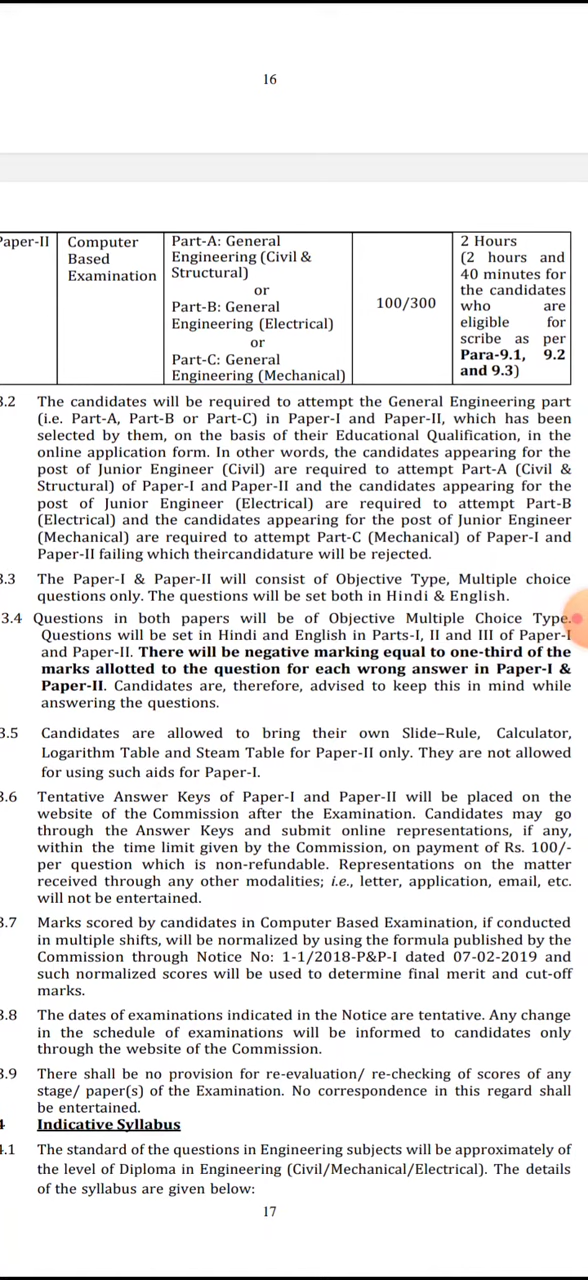 16
Paper-II Computer Based Examination Part-A: General Engineering (Civil & Structural) or Part-B: General Engineering (Electrical) or Part-C: General Engineering (Mechanical) 100/300 2 Hours (2 hours and 40 minutes for the candidates who are eligible for scribe as per Para-9.1, 9.2 and 9.3)
3.2 The candidates will be required to attempt the General Engineering part
(i.e. Part-A, Part-B or Part-C) in Paper-I and Paper-II, which has been
selected by them, on the basis of their Educational Qualification, in the
online application form. In other words, the candidates appearing for the
post of Junior Engineer (Civil) are required to attempt Part-A (Civil &
Structural) of Paper-I and Paper-II and the candidates appearing for the
post of Junior Engineer (Electrical) are required to attempt Part-B
(Electrical) and the candidates appearing for the post of Junior Engineer
(Mechanical) are required to attempt Part-C (Mechanical) of Paper-I and
Paper-II failing which theircandidature will be rejected.
3.3 The Paper-I & Paper-II will consist of Objective Type, Multiple choice
questions only. The questions will be set both in Hindi & English.
3.4 Questions in both papers will be of Objective Multiple Choice Type.
Questions will be set in Hindi and English in Parts-I, II and III of Paper-I
and Paper-II. There will be negative marking equal to one-third of the
marks allotted to the question for each wrong answer in Paper-I &
Paper-II. Candidates are, therefore, advised to keep this in mind while
answering the questions.
3.5 Candidates are allowed to bring their own Slide–Rule, Calculator,
Logarithm Table and Steam Table for Paper-II only. They are not allowed
for using such aids for Paper-I.
3.6 Tentative Answer Keys of Paper-I and Paper-II will be placed on the
website of the Commission after the Examination. Candidates may go
through the Answer Keys and submit online representations, if any,
within the time limit given by the Commission, on payment of Rs. 100/-
per question which is non-refundable. Representations on the matter
received through any other modalities; i.e., letter, application, email, etc.
will not be entertained.
3.7 Marks scored by candidates in Computer Based Examination, if conducted
in multiple shifts, will be normalized by using the formula published by the
Commission through Notice No: 1-1/2018-P&P-I dated 07-02-2019 and
such normalized scores will be used to determine final merit and cut-off
marks.
3.8 The dates of examinations indicated in the Notice are tentative. Any change
in the schedule of examinations will be informed to candidates only
through the website of the Commission.
3.9 There shall be no provision for re-evaluation/ re-checking of scores of any
stage/ paper(s) of the Examination. No correspondence in this regard shall
be entertained.
4 Indicative Syllabus
4.1 The standard of the questions in Engineering subjects will be approximately of
the level of Diploma in Engineering (Civil/Mechanical/Electrical). The details
of the syllabus are given below:
17